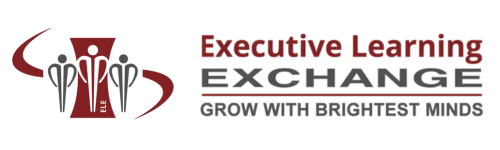 ELE
Executive Learning
EXCHANGE
GROW WITH BRIGHTEST MINDS